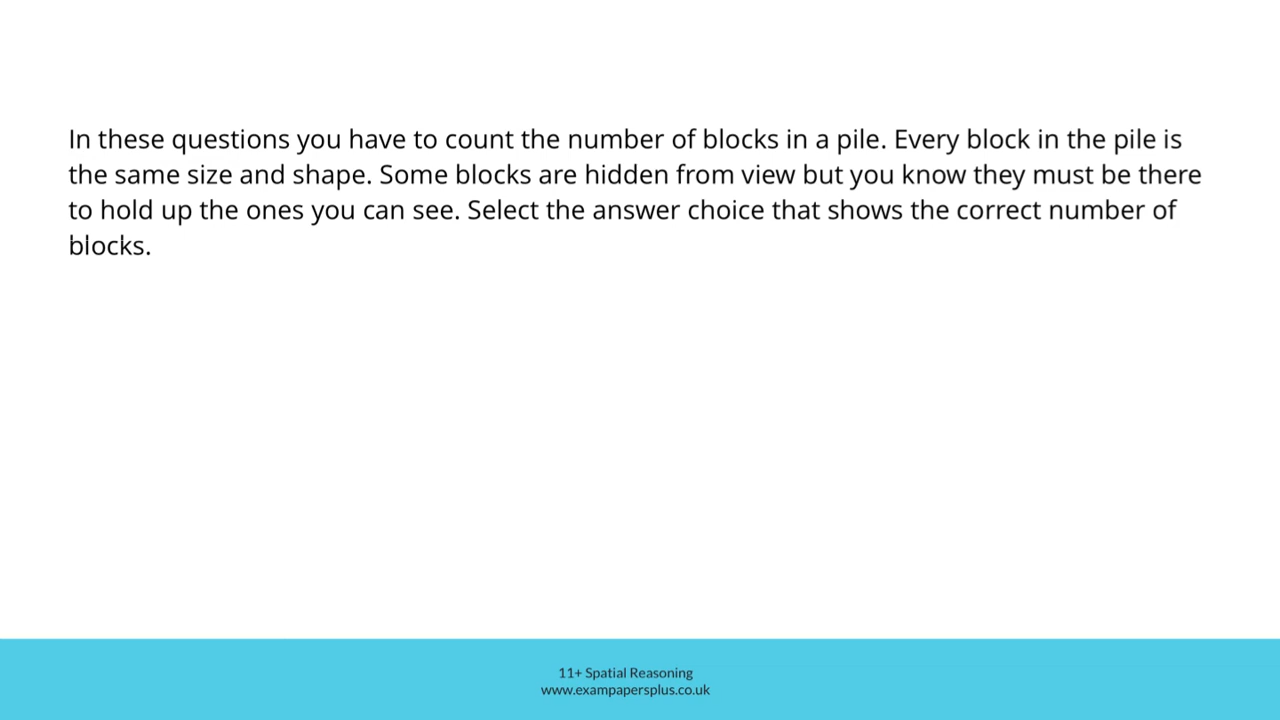 In these questions you have to count the number of blocks in a pile. Every block in the pile is
the same size and shape. Some blocks are hidden from view but you know they must be there
to hold up the ones you can see. Select the answer choice that shows the correct number of
blocks.
11+ Spatial Reasoning
www.exampapersplus.co.uk